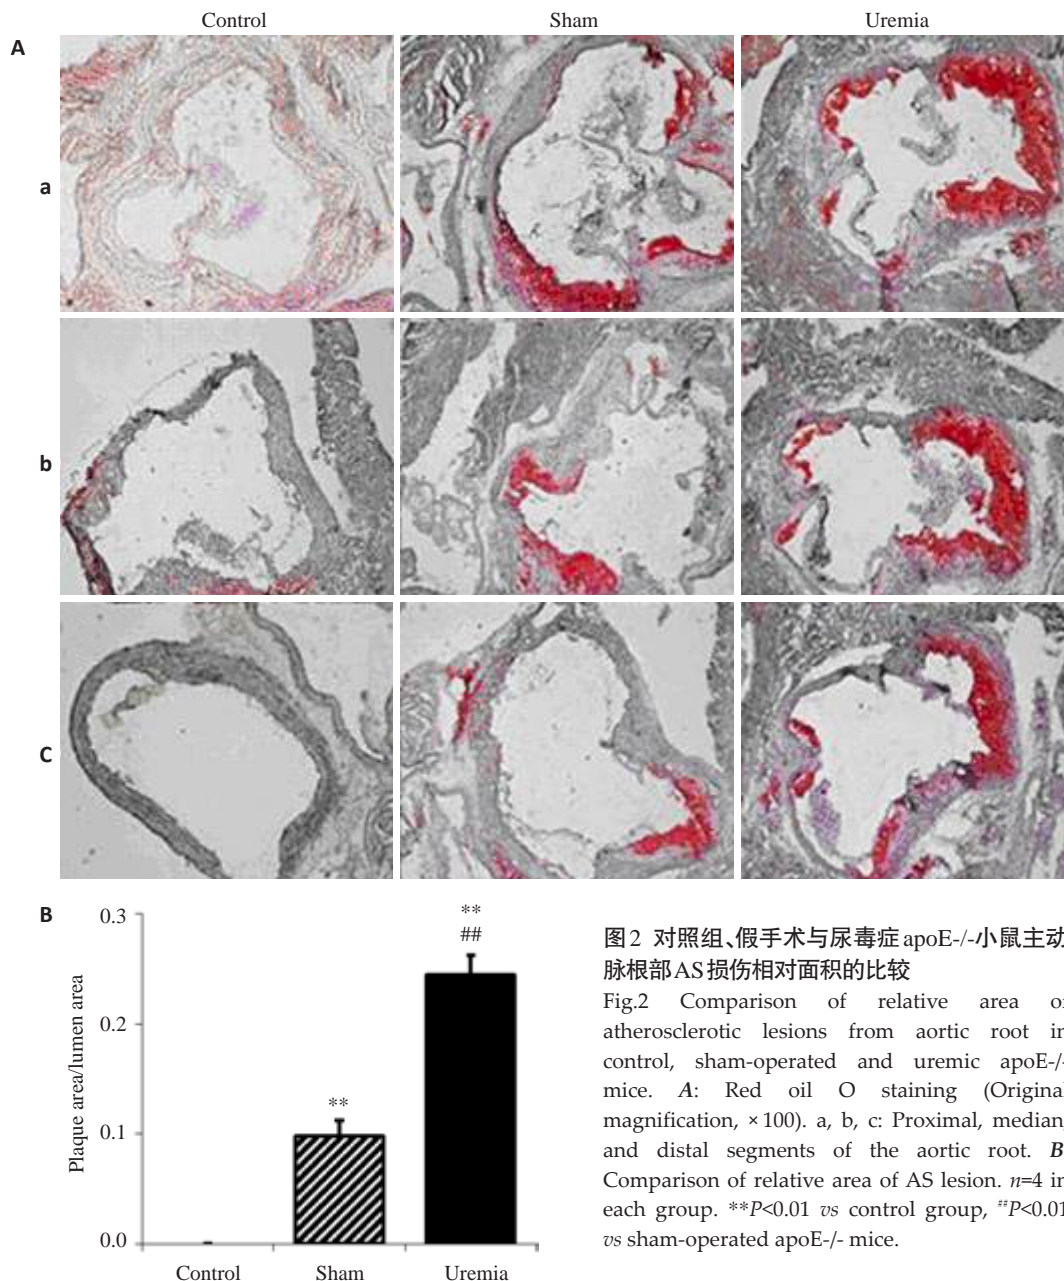 Control Sham Uremia
A
a
b
C
B
0.3
0.2
0.1
0.0
Plaque area/lumen area
**
**
##
Control Sham Uremia
图2 对照组、假手术与尿毒症apoE-/-小鼠主动
脉根部AS损伤相对面积的比较
Fig.2 Comparison of relative area of
atherosclerotic lesions from aortic root in
control, sham-operated and uremic apoE-/-
mice. A: Red oil O staining (Original
magnification, ×100). a, b, c: Proximal, median,
and distal segments of the aortic root. B:
Comparison of relative area of AS lesion. n=4 in
each group. **P<0.01 vs control group, ##P<0.01
vs sham-operated apoE-/- mice.